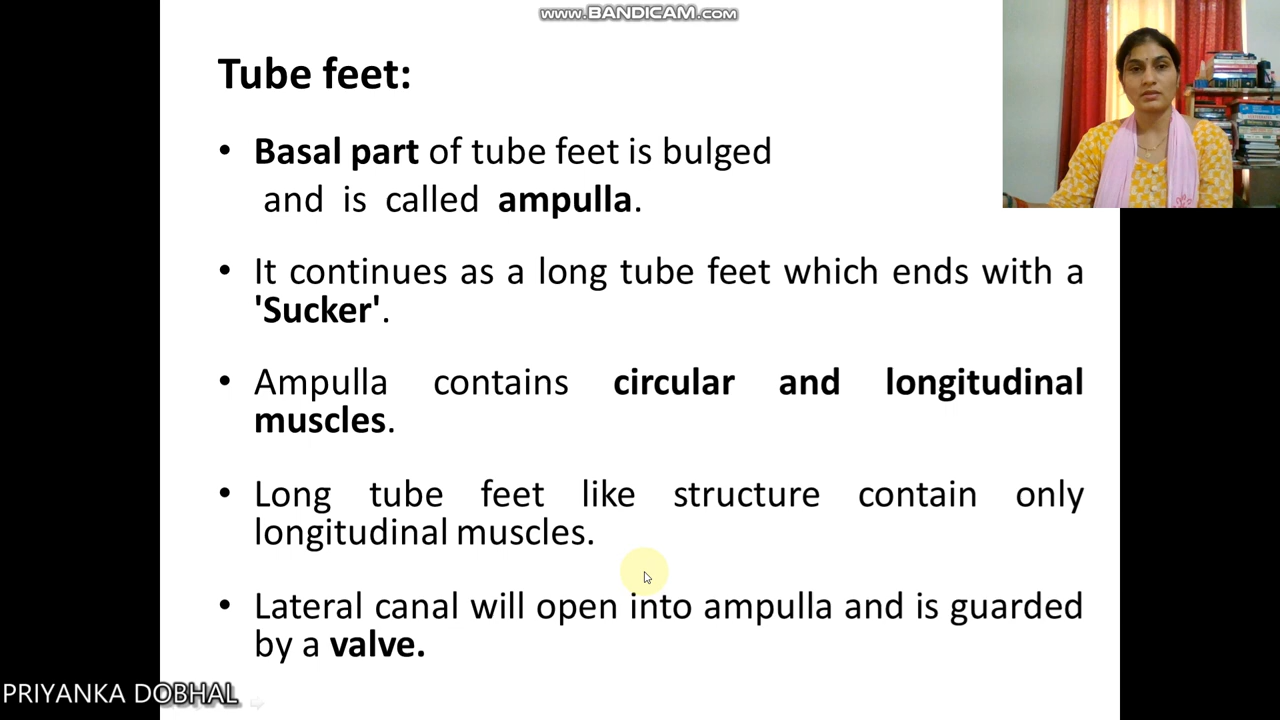 www.BANDICAM.com
Tube feet:
• Basal part of tube feet is bulged
and is called ampulla.
• It continues as a long tube feet which ends with a
'Sucker'.
• Ampulla contains circular and longitudinal
muscles.
• Long tube feet like structure contain only
longitudinal muscles.
• Lateral canal will open into ampulla and is guarded
by a valve.
PRIYANKA DOBHAL